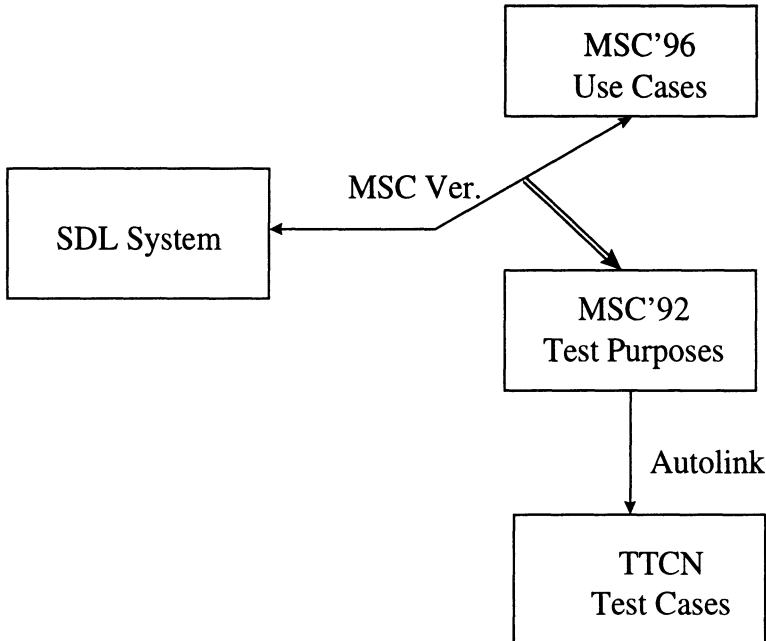 MSC’96
Use Cases
MSC Ver.
SDL System
MSC’92
Test Purposes
Autolink
TTCN
Test Cases